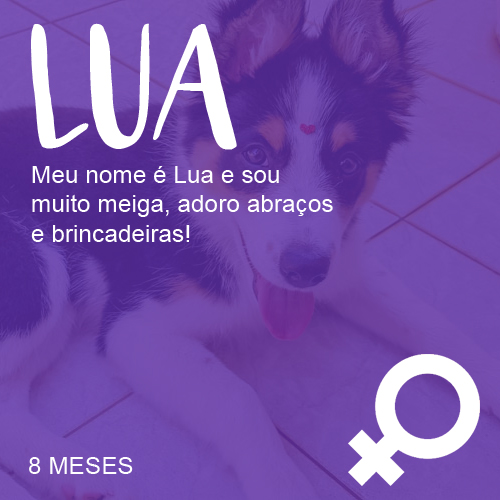 LUA
Meu nome é Lua e sou
muito meiga, adoro abraços
e brincadeiras!
8 MESES